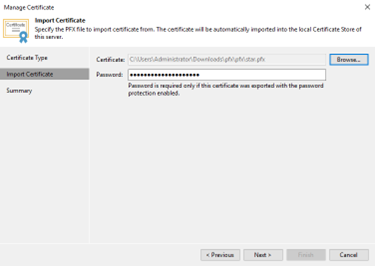 Manage Certificate
Certificate
Import Certificate
Specify the PFX file to import certificate from. The certificate will be automatically imported into the local Certificate Store of
this server.
Certificate Type
Import Certificate
Summary
Certificate: C:\Users\Administrator\Downloads\pfx\pfx\star.pfx Browse...
Password: ••••••••••••••••••••
Password is required only if this certificate was exported with the password
protection enabled.
< Previous Next > Finish Cancel